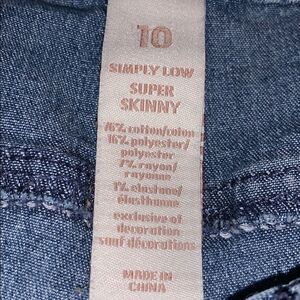 10
SIMPLY LOW
SUPER
SKINNY
76% cotton/coton
16% polyester/
polyester
7% rayon/
rayonne
1% elastane/
élasthanne
exclusive of
decoration
sauf décorations
MADE IN
CHINA